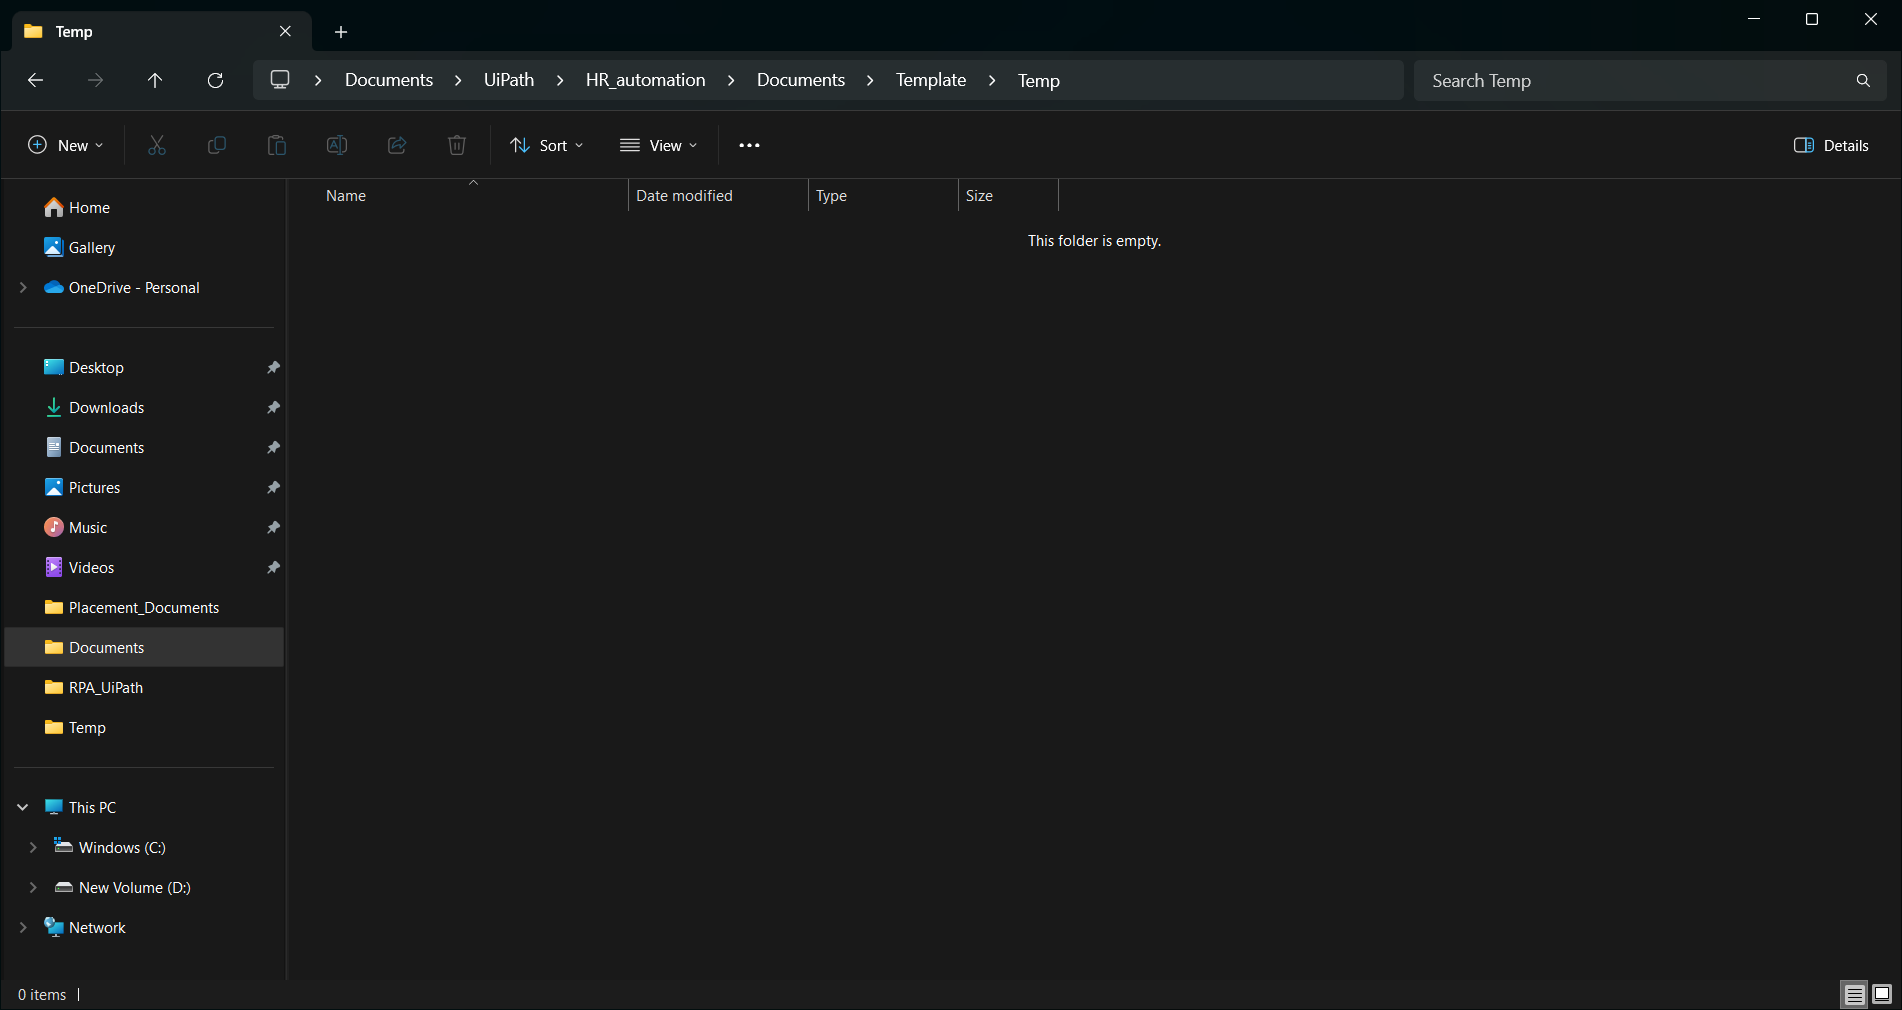 Temp
Documents UiPath HR_automation Documents Template Temp
Search Temp
New Sort View Details
Name Date modified Type Size
This folder is empty.
Home
Gallery
OneDrive - Personal
Desktop
Downloads
Documents
Pictures
Music
Videos
Placement_Documents
Documents
RPA_UiPath
Temp
This PC
Windows (C:)
New Volume (D:)
Network
0 items